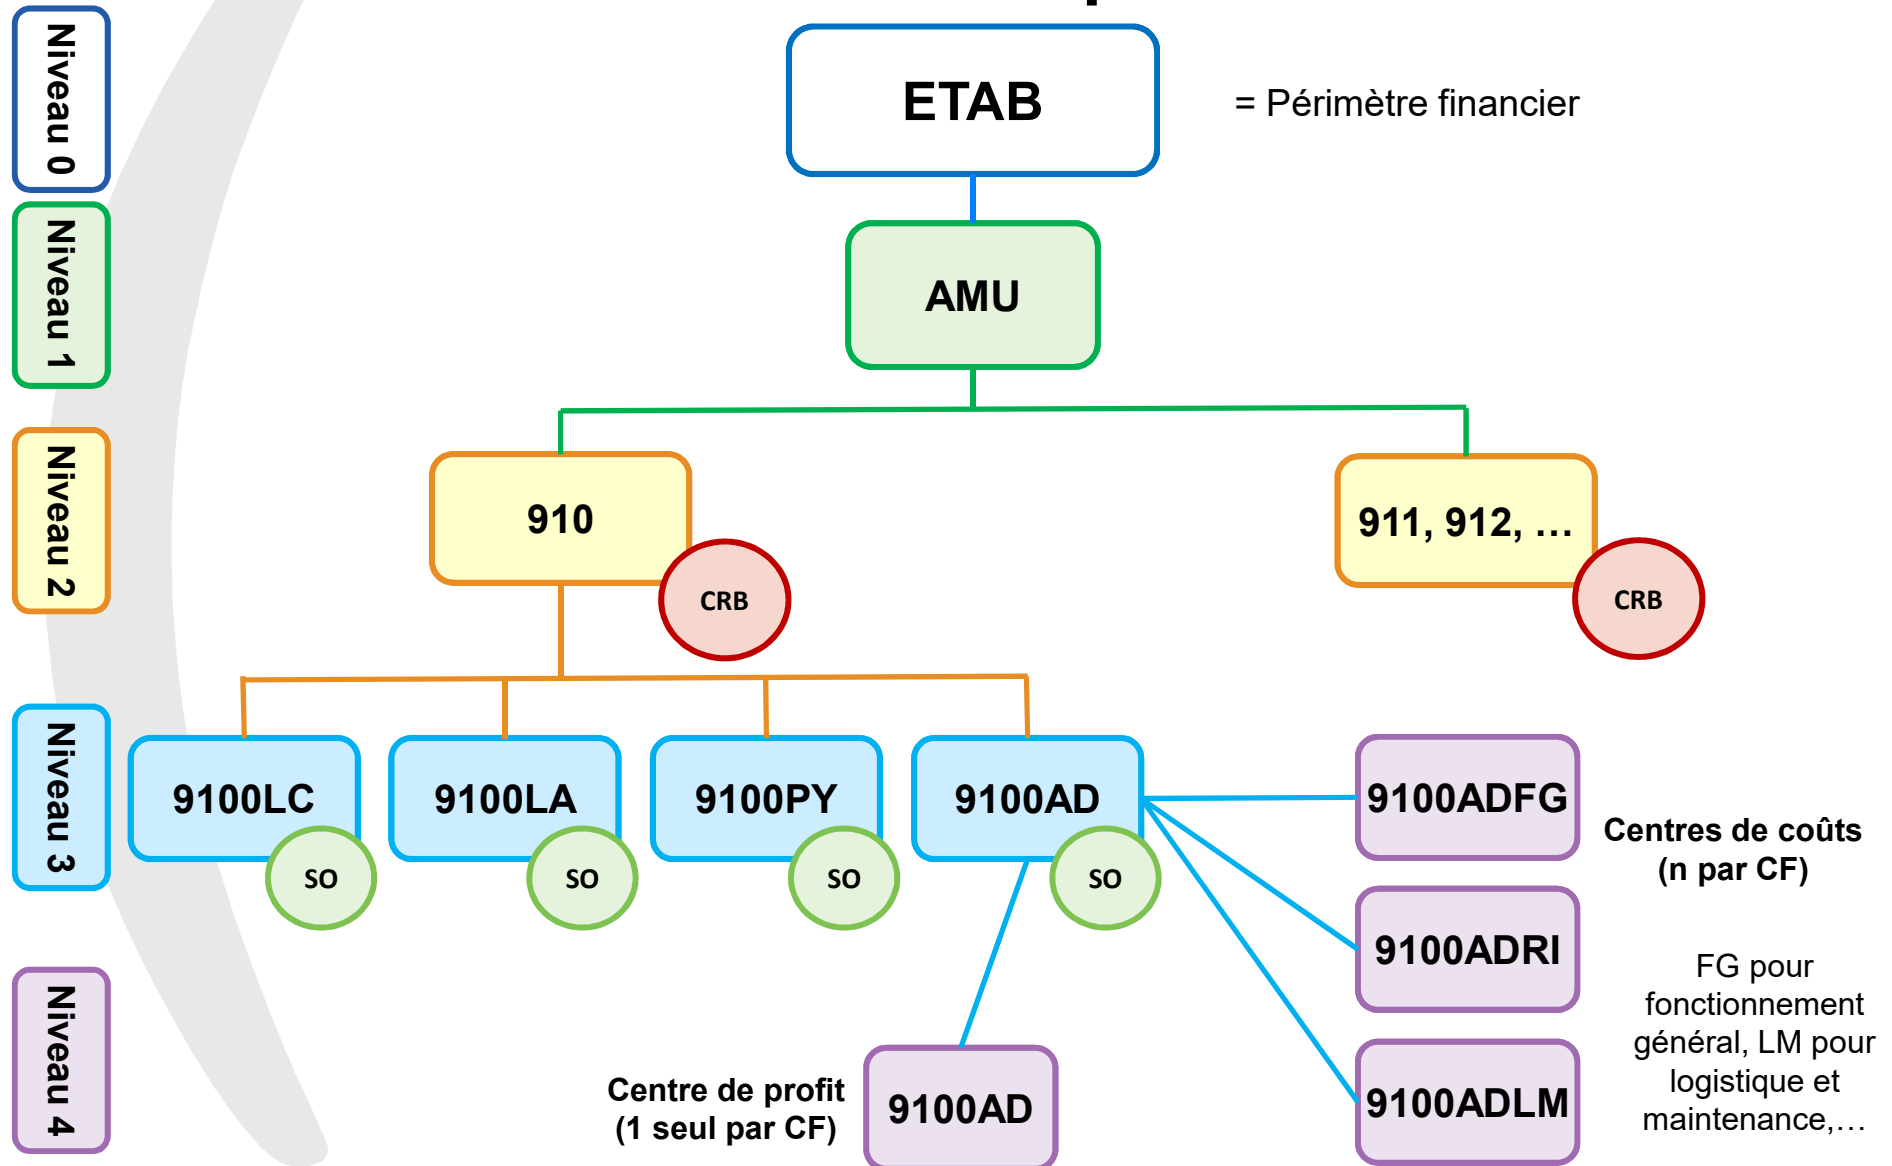 Niveau 0
ETAB
= Périmètre financier
Niveau 1
AMU
Niveau 2
910
CRB
911, 912, …
CRB
Niveau 3
9100LC
SO
9100LA
SO
9100PY
SO
9100AD
SO
9100ADFG
Centres de coûts
(n par CF)
9100ADRI
FG pour
fonctionnement
général, LM pour
logistique et
maintenance,…
9100ADLM
Niveau 4
Centre de profit
(1 seul par CF)
9100AD